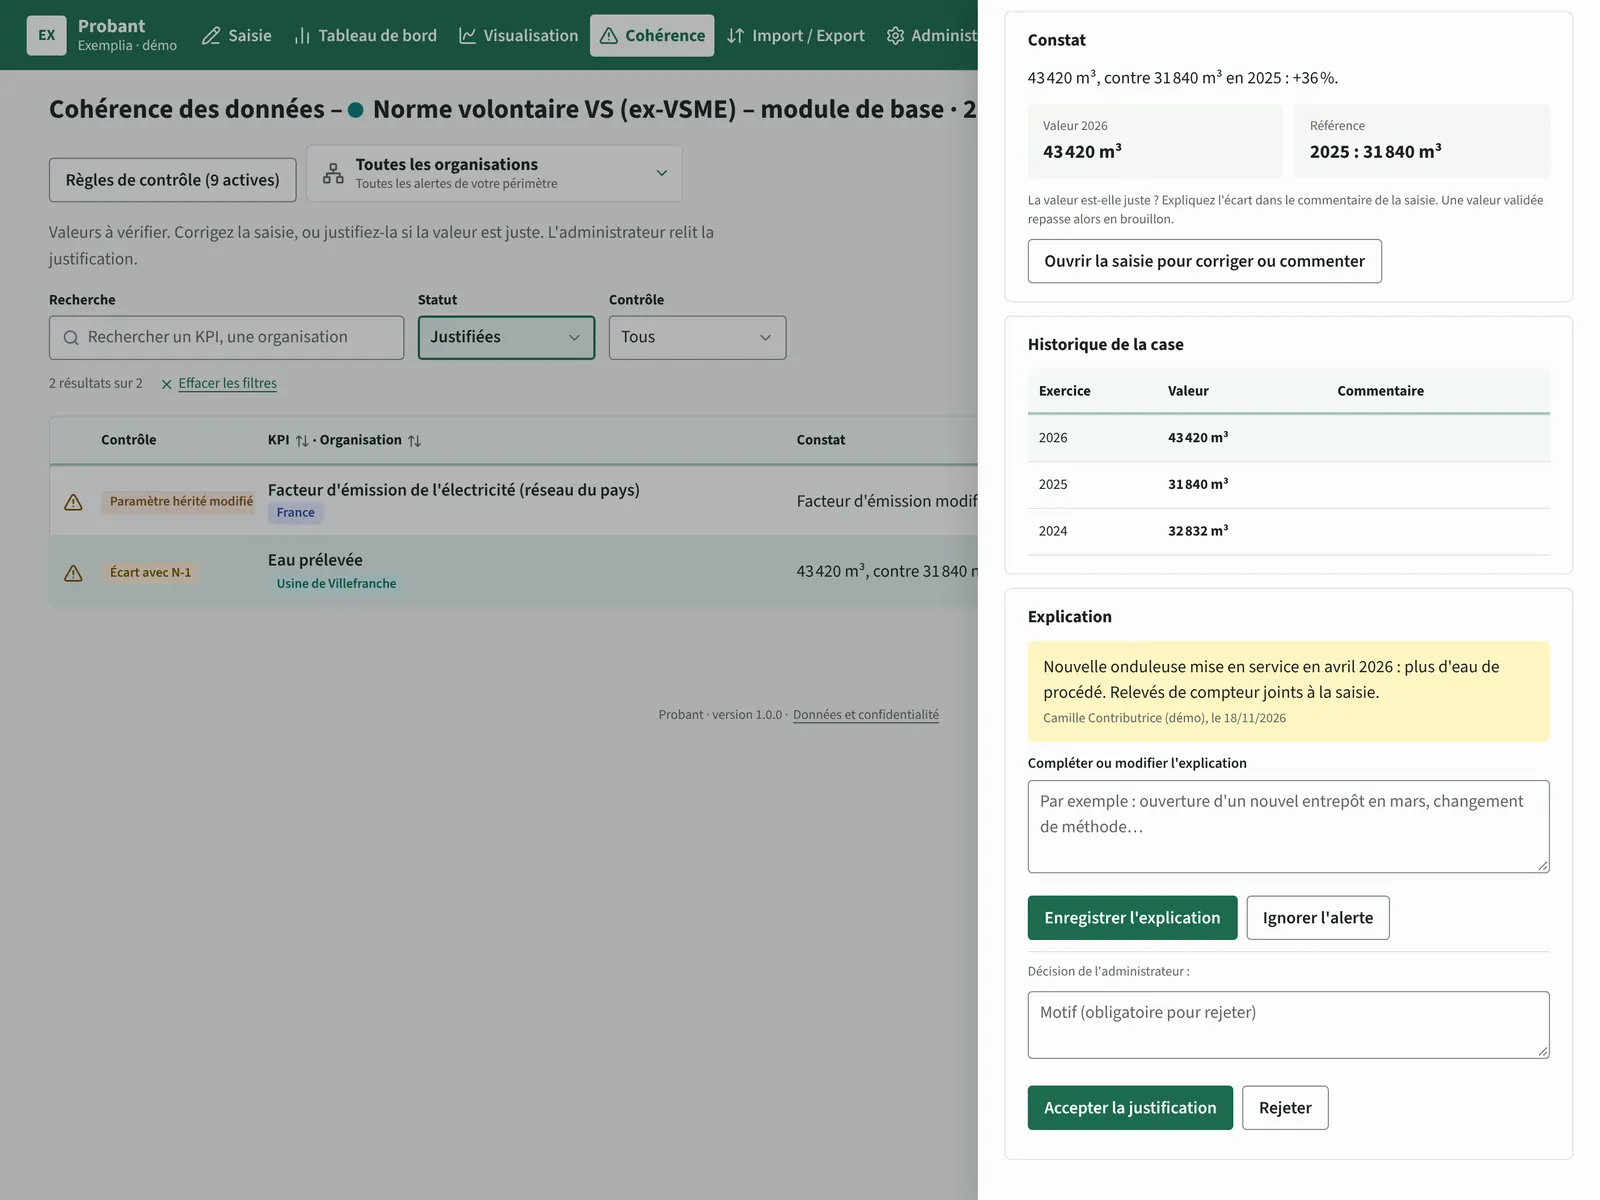 EX
Probant
Exemplia · démo
Saisie
Tableau de bord
Visualisation
Cohérence
Import / Export
Administ
Cohérence des données – Norme volontaire VS (ex-VSME) – module de base · 2
Règles de contrôle (9 actives)
Toutes les organisations
Toutes les alertes de votre périmètre
Valeurs à vérifier. Corrigez la saisie, ou justifiez-la si la valeur est juste. L'administrateur relit la
justification.
Recherche
Statut
Contrôle
Rechercher un KPI, une organisation
Justifiées
Tous
2 résultats sur 2
Effacer les filtres
Contrôle
KPI · Organisation
Constat
Paramètre hérité modifié
Facteur d'émission de l'électricité (réseau du pays)
France
Facteur d'émission modif
Écart avec N-1
Eau prélevée
Usine de Villefranche
43 420 m³, contre 31 840 m
Probant · version 1.0.0 · Données et confidentialité
Constat
43 420 m³, contre 31 840 m³ en 2025 : +36 %.
Valeur 2026
43 420 m³
Référence
2025 : 31 840 m³
La valeur est-elle juste ? Expliquez l'écart dans le commentaire de la saisie. Une valeur validée
repasse alors en brouillon.
Ouvrir la saisie pour corriger ou commenter
Historique de la case
Exercice Valeur Commentaire
2026 43 420 m³
2025 31 840 m³
2024 32 832 m³
Explication
Nouvelle onduleuse mise en service en avril 2026 : plus d'eau de
procédé. Relevés de compteur joints à la saisie.
Camille Contributrice (démo), le 18/11/2026
Compléter ou modifier l'explication
Par exemple : ouverture d'un nouvel entrepôt en mars, changement
de méthode…
Enregistrer l'explication
Ignorer l'alerte
Décision de l'administrateur :
Motif (obligatoire pour rejeter)
Accepter la justification
Rejeter